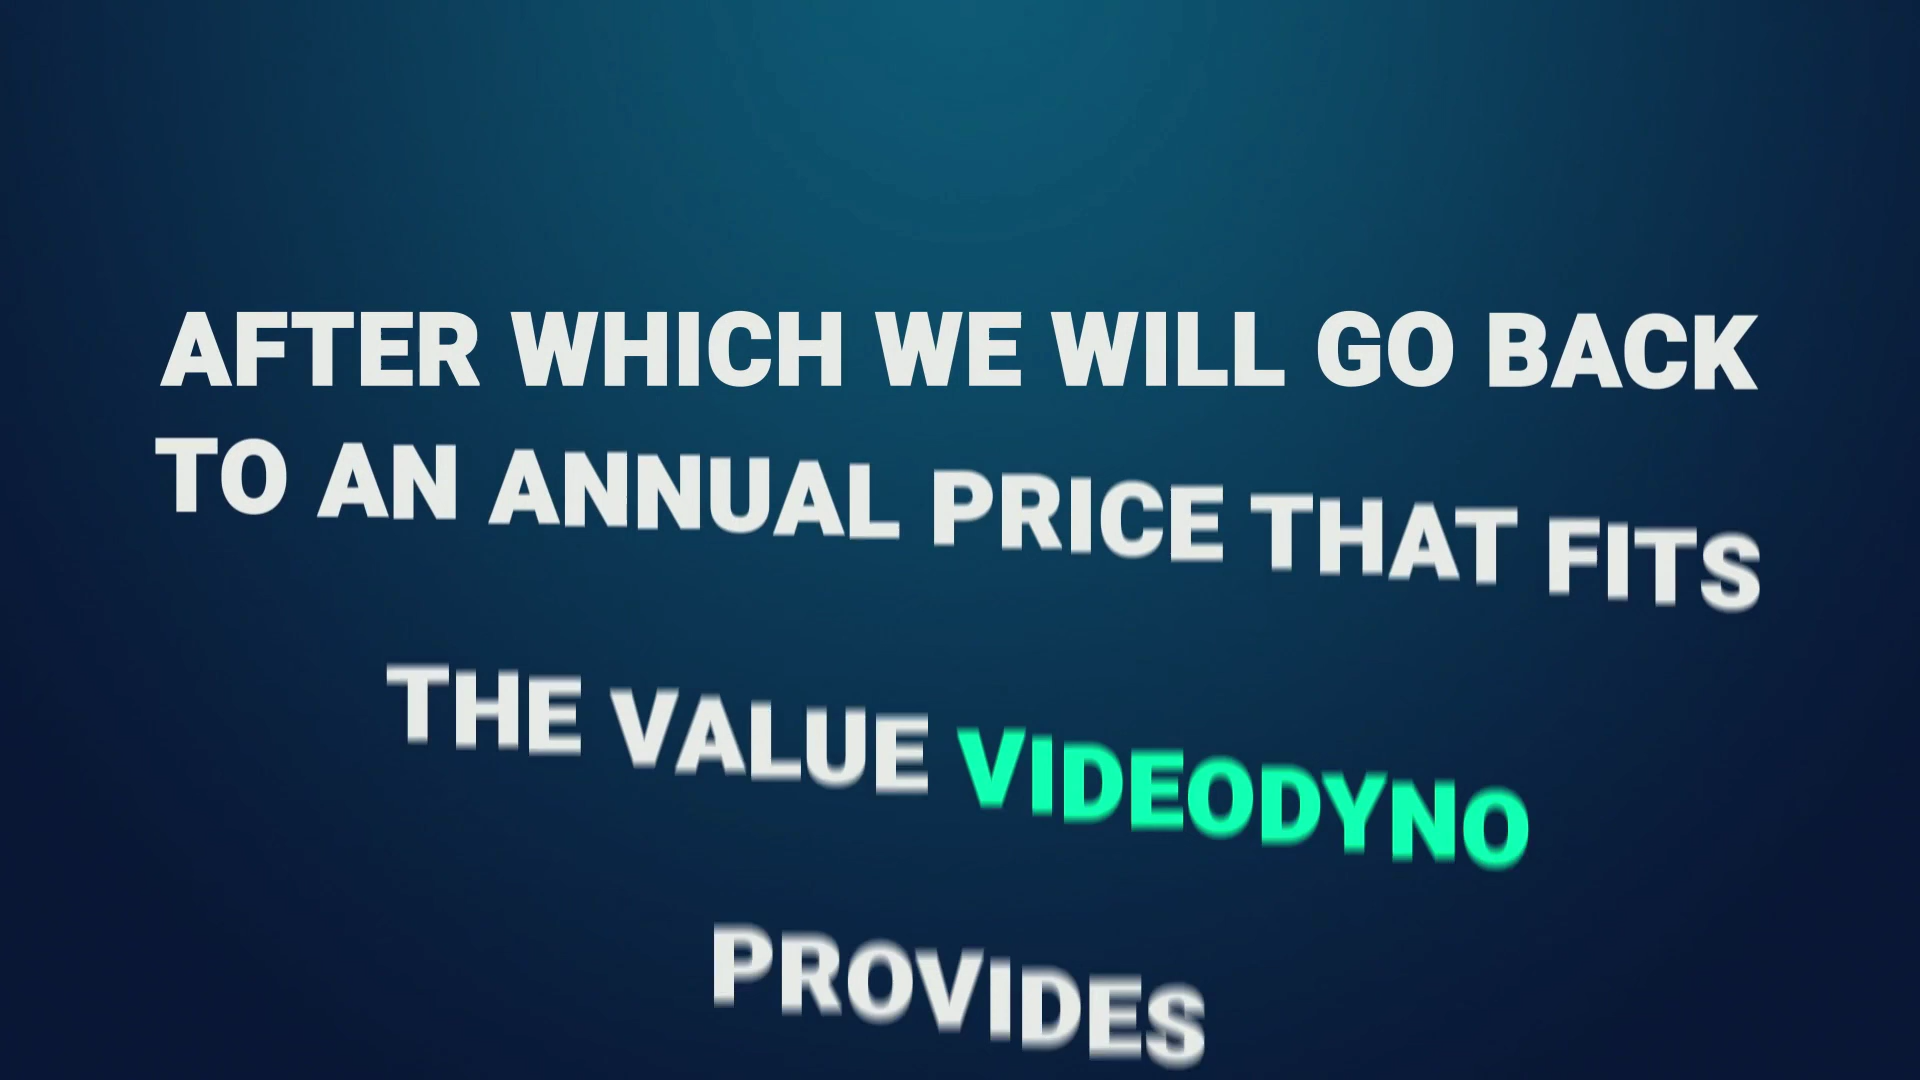 AFTER WHICH WE WILL GO BACK
TO AN ANNUAL PRICE THAT FITS
THE VALUE VIDEODYNO
PROVIDES